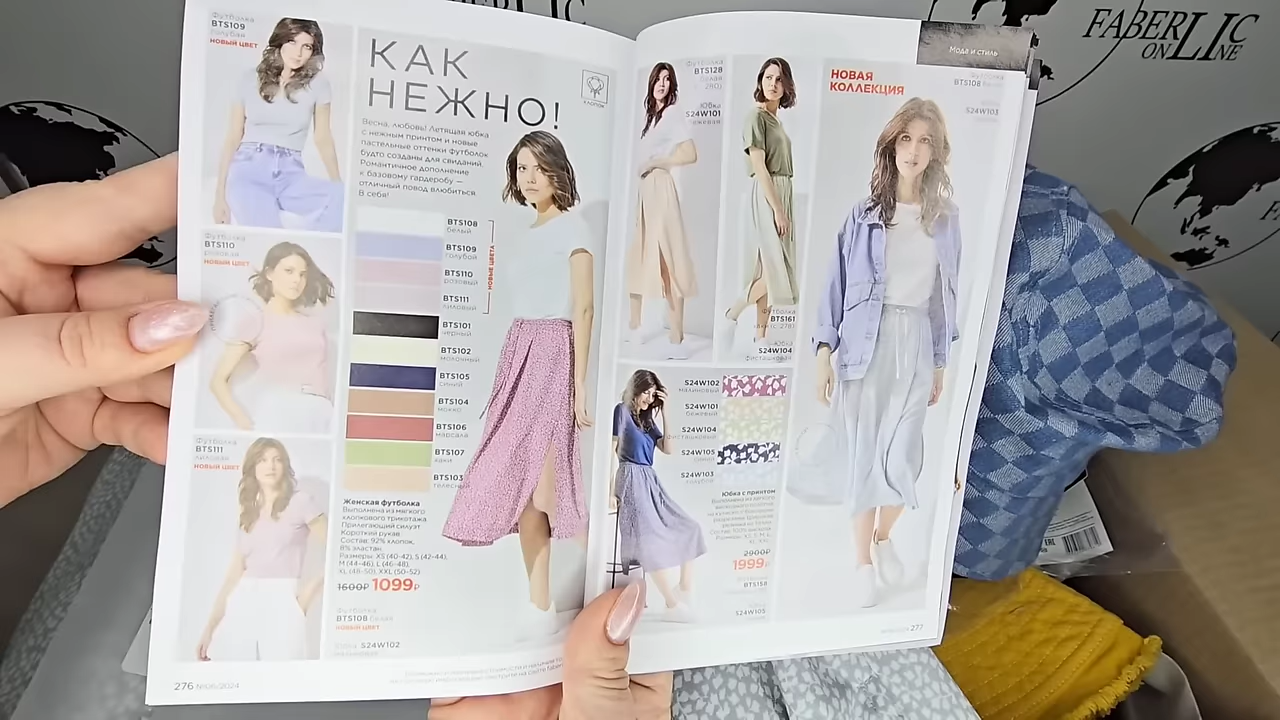 Футболка
BTS109
голубая
НОВЫЙ ЦВЕТ
Футболка
BTS110
розовая
НОВЫЙ ЦВЕТ
Футболка
BTS111
лиловая
НОВЫЙ ЦВЕТ
КАК
НЕЖНО!
ХЛОПОК
Весна, любовь! Летящая юбка
с нежным принтом и новые
пастельные оттенки футболок
будто созданы для свиданий.
Романтичное дополнение
к базовому гардеробу —
отличный повод влюбиться.
В себя!
BTS108
белый
BTS109
голубой
BTS110
розовый
BTS111
лиловый
НОВЫЕ ЦВЕТА
BTS101
черный
BTS102
молочный
BTS105
синий
BTS104
мокко
BTS106
марсала
BTS107
хаки
BTS103
Женская футболка
Выполнена из мягкого
хлопкового трикотажа
Прилегающий силуэт
Короткий рукав
Состав: 92% хлопок,
8% эластан
Размеры: XS (40-42), S (42-44),
M (44-46), L (46-48),
XL (48-50), XXL (50-52)
1600₽ 1099₽
Футболка
BTS108 белая
НОВЫЙ ЦВЕТ
S24W102
276 №06/2024
Футболка
BTS128
белая
Юбка
S24W101
бежевая
Футболка
BTS161
Юбка
S24W104
фисташковая
НОВАЯ
КОЛЛЕКЦИЯ
Мода и стиль
BTS108
S24W103
S24W102
малиновый
S24W101
бежевый
S24W104
фисташковый
S24W105
S24W103
голубой
Юбка с принтом
2900₽
1999₽
BTS158
S24W105
277
FABERLIC
ONLINE